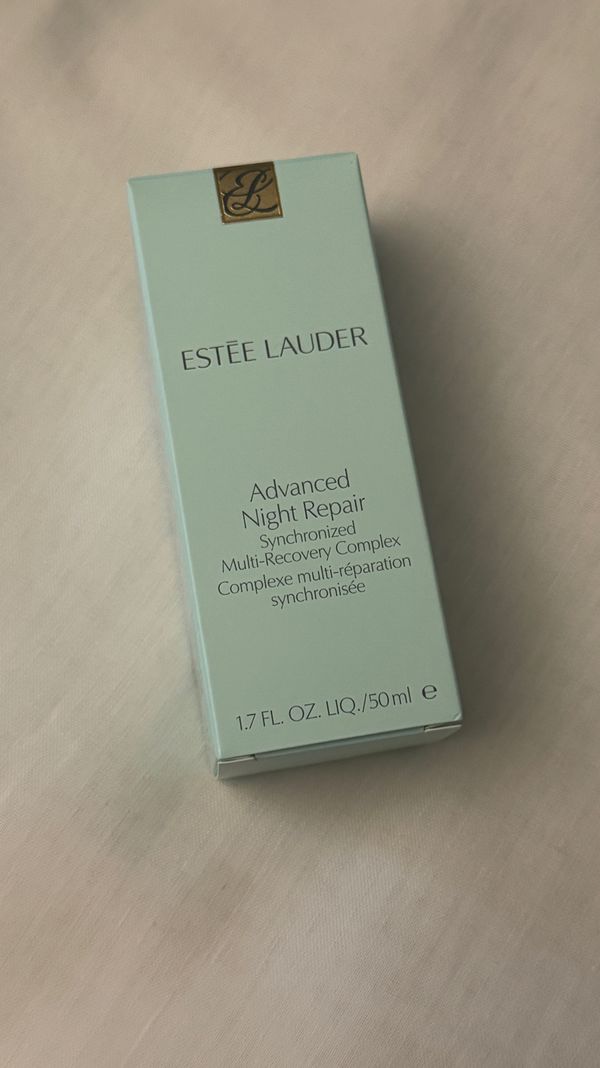 EL
ESTĒE LAUDER
Advanced
Night Repair
Synchronized
Multi-Recovery Complex
Complexe multi-réparation
synchronisée
1.7 FL. OZ. LIQ./50 ml ℮